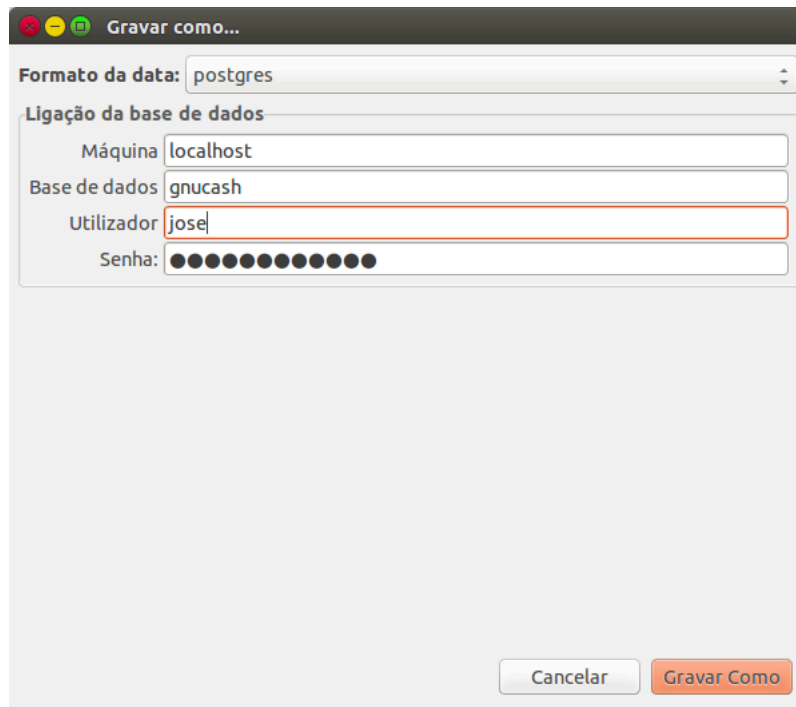 Gravar como...
Formato da data: postgres
Ligação da base de dados
Máquina localhost
Base de dados gnucash
Utilizador jose
Senha: ●●●●●●●●●●●●
Cancelar Gravar Como